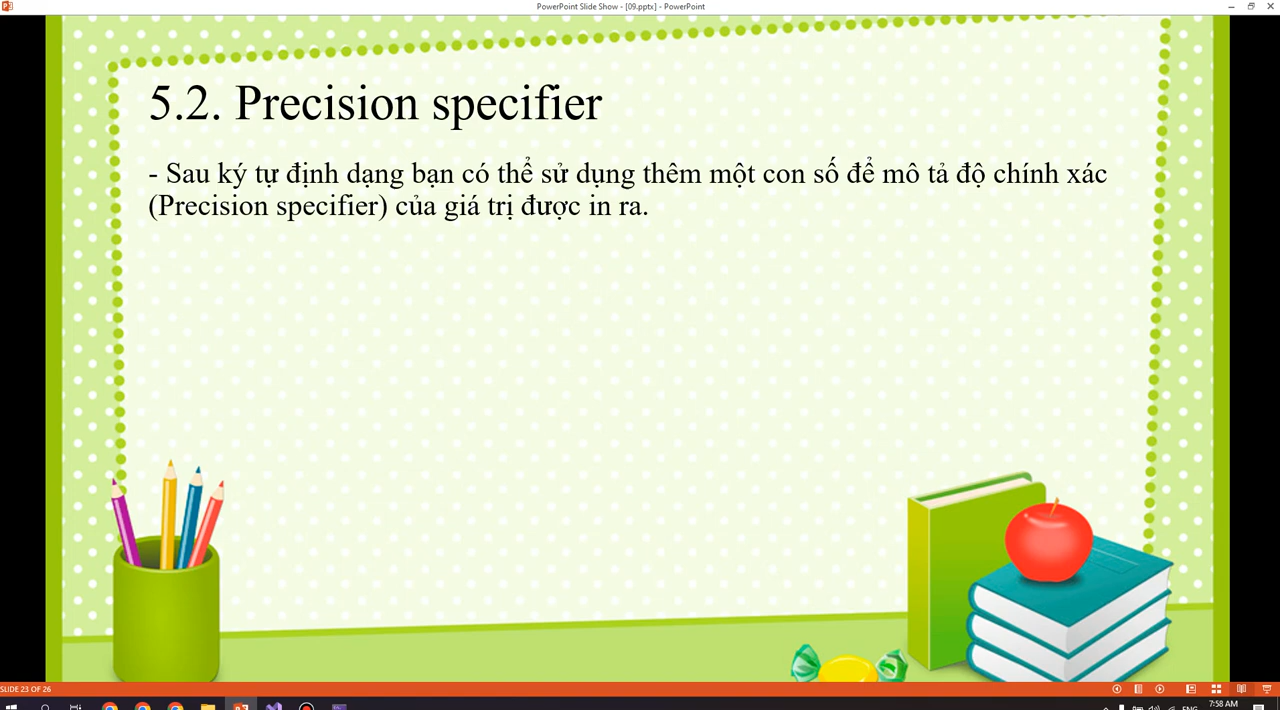 PowerPoint Slide Show - [09.pptx] - PowerPoint
5.2. Precision specifier
- Sau ký tự định dạng bạn có thể sử dụng thêm một con số để mô tả độ chính xác
(Precision specifier) của giá trị được in ra.
SLIDE 23 OF 26
ENG
7:58 AM